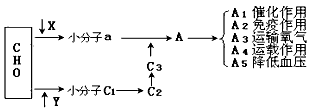 C
H
O
X
小分子a
A
A₁ 催化作用
A₂ 免疫作用
A₃ 运输氧气
A₄ 运载作用
A₅ 降低血压
C₃
Y
小分子C₁
C₂